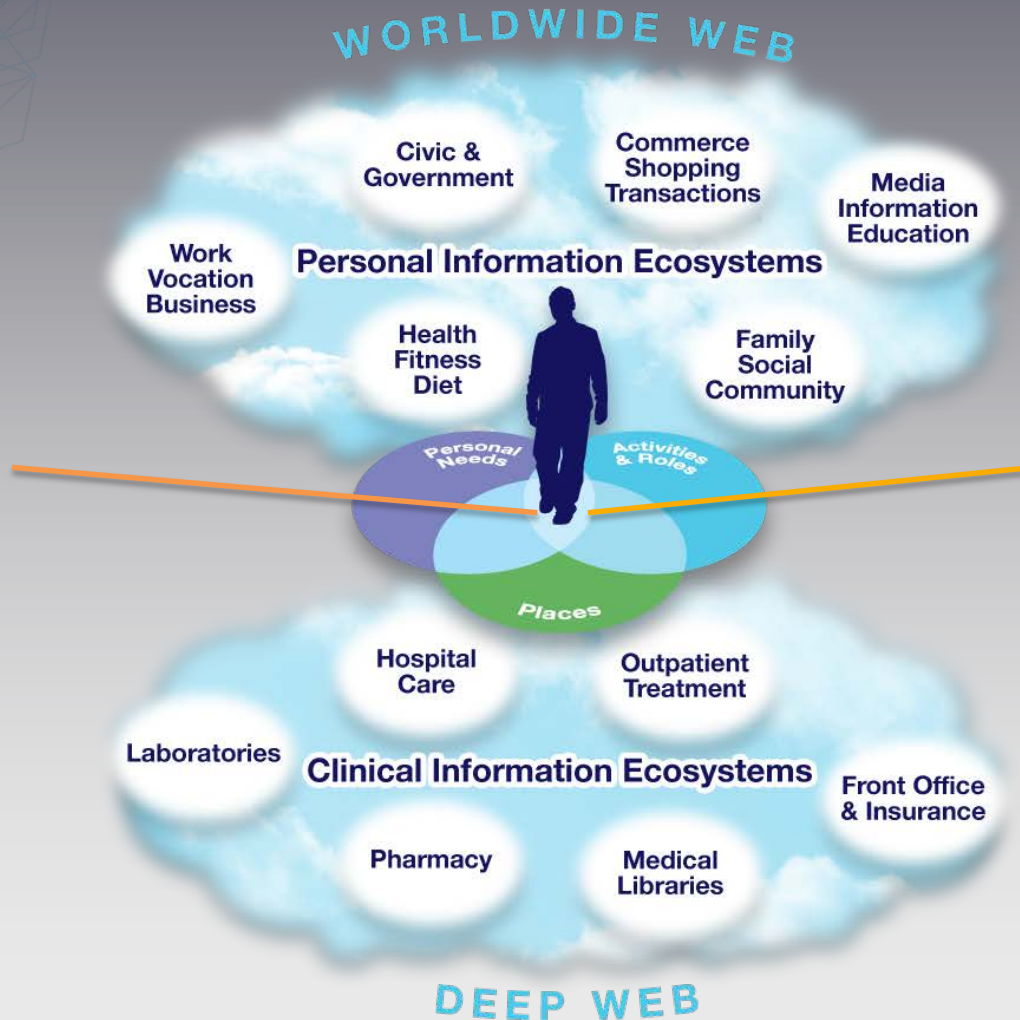 WORLDWIDE WEB
Civic &
Government
Commerce
Shopping
Transactions
Media
Information
Education
Work
Vocation
Business
Personal Information Ecosystems
Health
Fitness
Diet
Family
Social
Community
Personal
Needs
Activities
& Roles
Places
Hospital
Care
Outpatient
Treatment
Laboratories
Clinical Information Ecosystems
Front Office
& Insurance
Pharmacy
Medical
Libraries
DEEP WEB